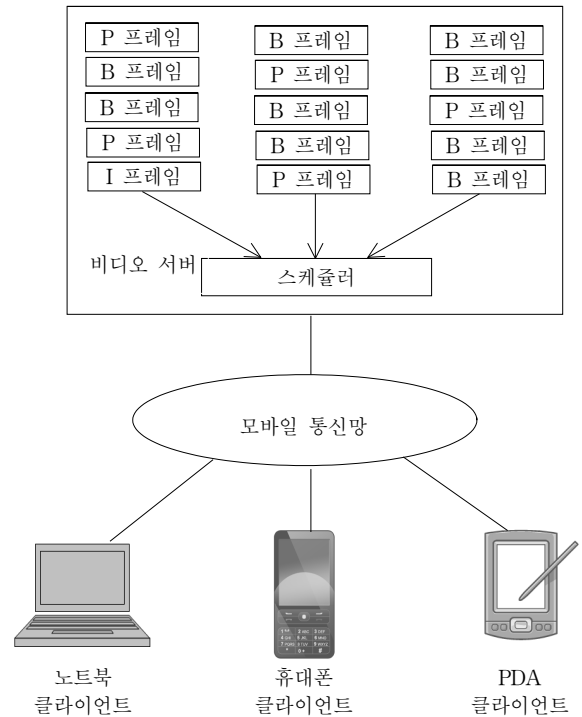 P 프레임
B 프레임
B 프레임
P 프레임
I 프레임
B 프레임
P 프레임
B 프레임
B 프레임
P 프레임
B 프레임
B 프레임
P 프레임
B 프레임
B 프레임
비디오 서버
스케쥴러
모바일 통신망
노트북
클라이언트
휴대폰
클라이언트
PDA
클라이언트